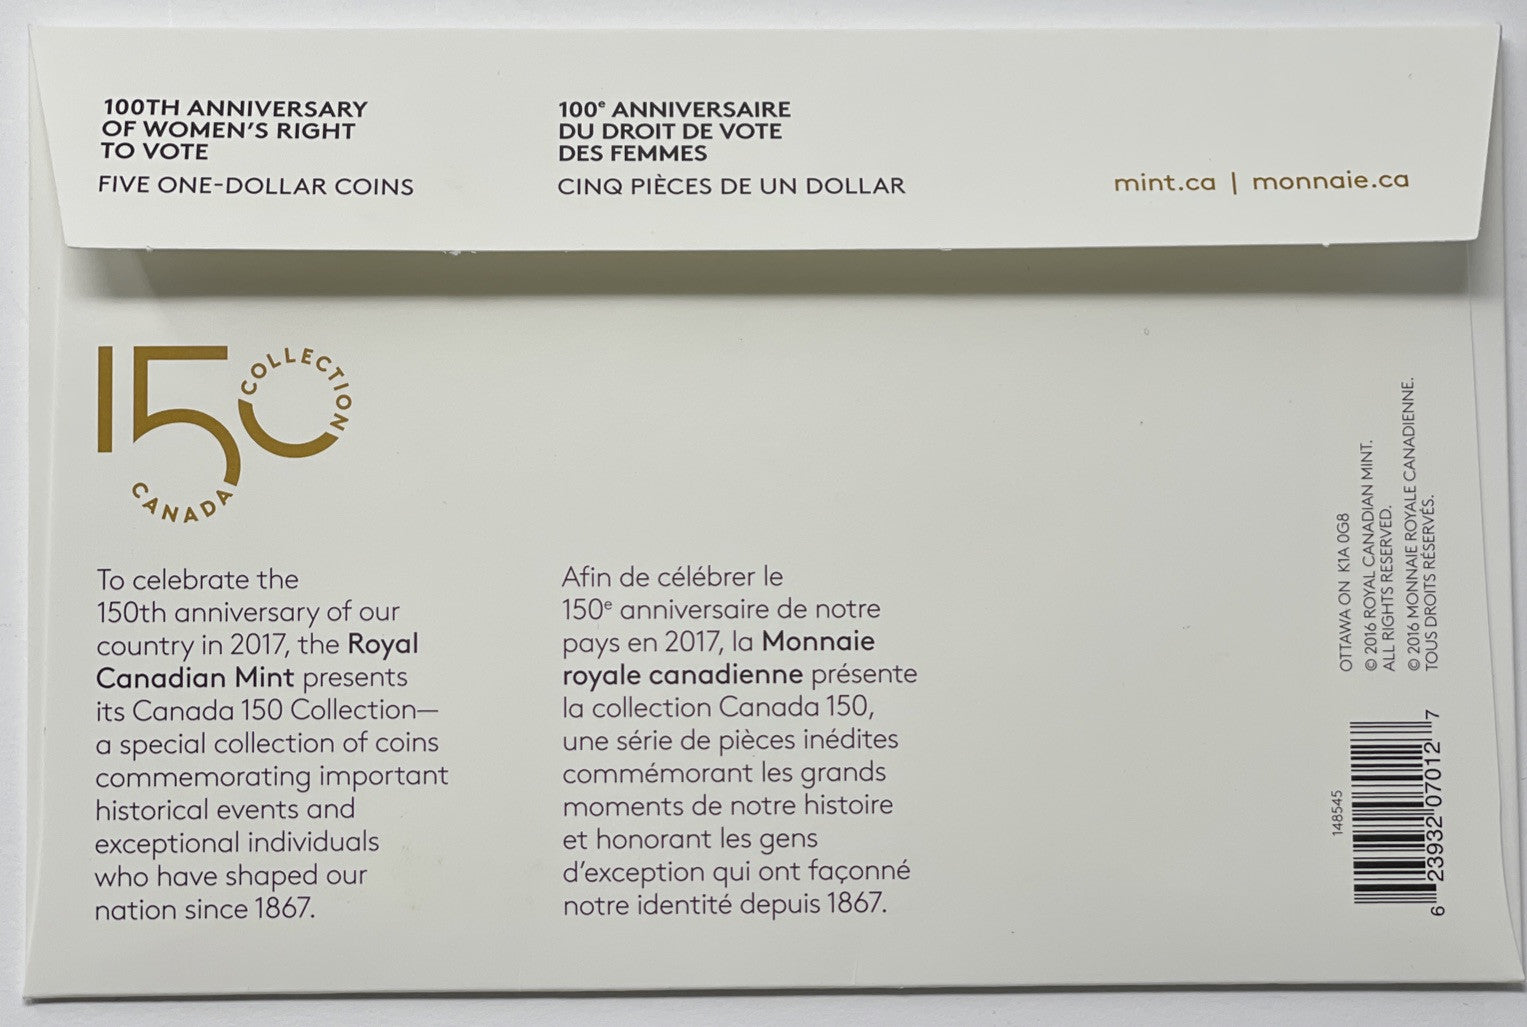 100TH ANNIVERSARY
OF WOMEN'S RIGHT
TO VOTE
FIVE ONE-DOLLAR COINS
100e ANNIVERSAIRE
DU DROIT DE VOTE
DES FEMMES
CINQ PIÈCES DE UN DOLLAR
mint.ca | monnaie.ca
150
COLLECTION
CANADA
To celebrate the
150th anniversary of our
country in 2017, the Royal
Canadian Mint presents
its Canada 150 Collection—
a special collection of coins
commemorating important
historical events and
exceptional individuals
who have shaped our
nation since 1867.
Afin de célébrer le
150e anniversaire de notre
pays en 2017, la Monnaie
royale canadienne présente
la collection Canada 150,
une série de pièces inédites
commémorant les grands
moments de notre histoire
et honorant les gens
d'exception qui ont façonné
notre identité depuis 1867.
OTTAWA ON K1A 0G8
© 2016 ROYAL CANADIAN MINT.
ALL RIGHTS RESERVED.
© 2016 MONNAIE ROYALE CANADIENNE.
TOUS DROITS RÉSERVÉS.
148545
6 23932 07012 7